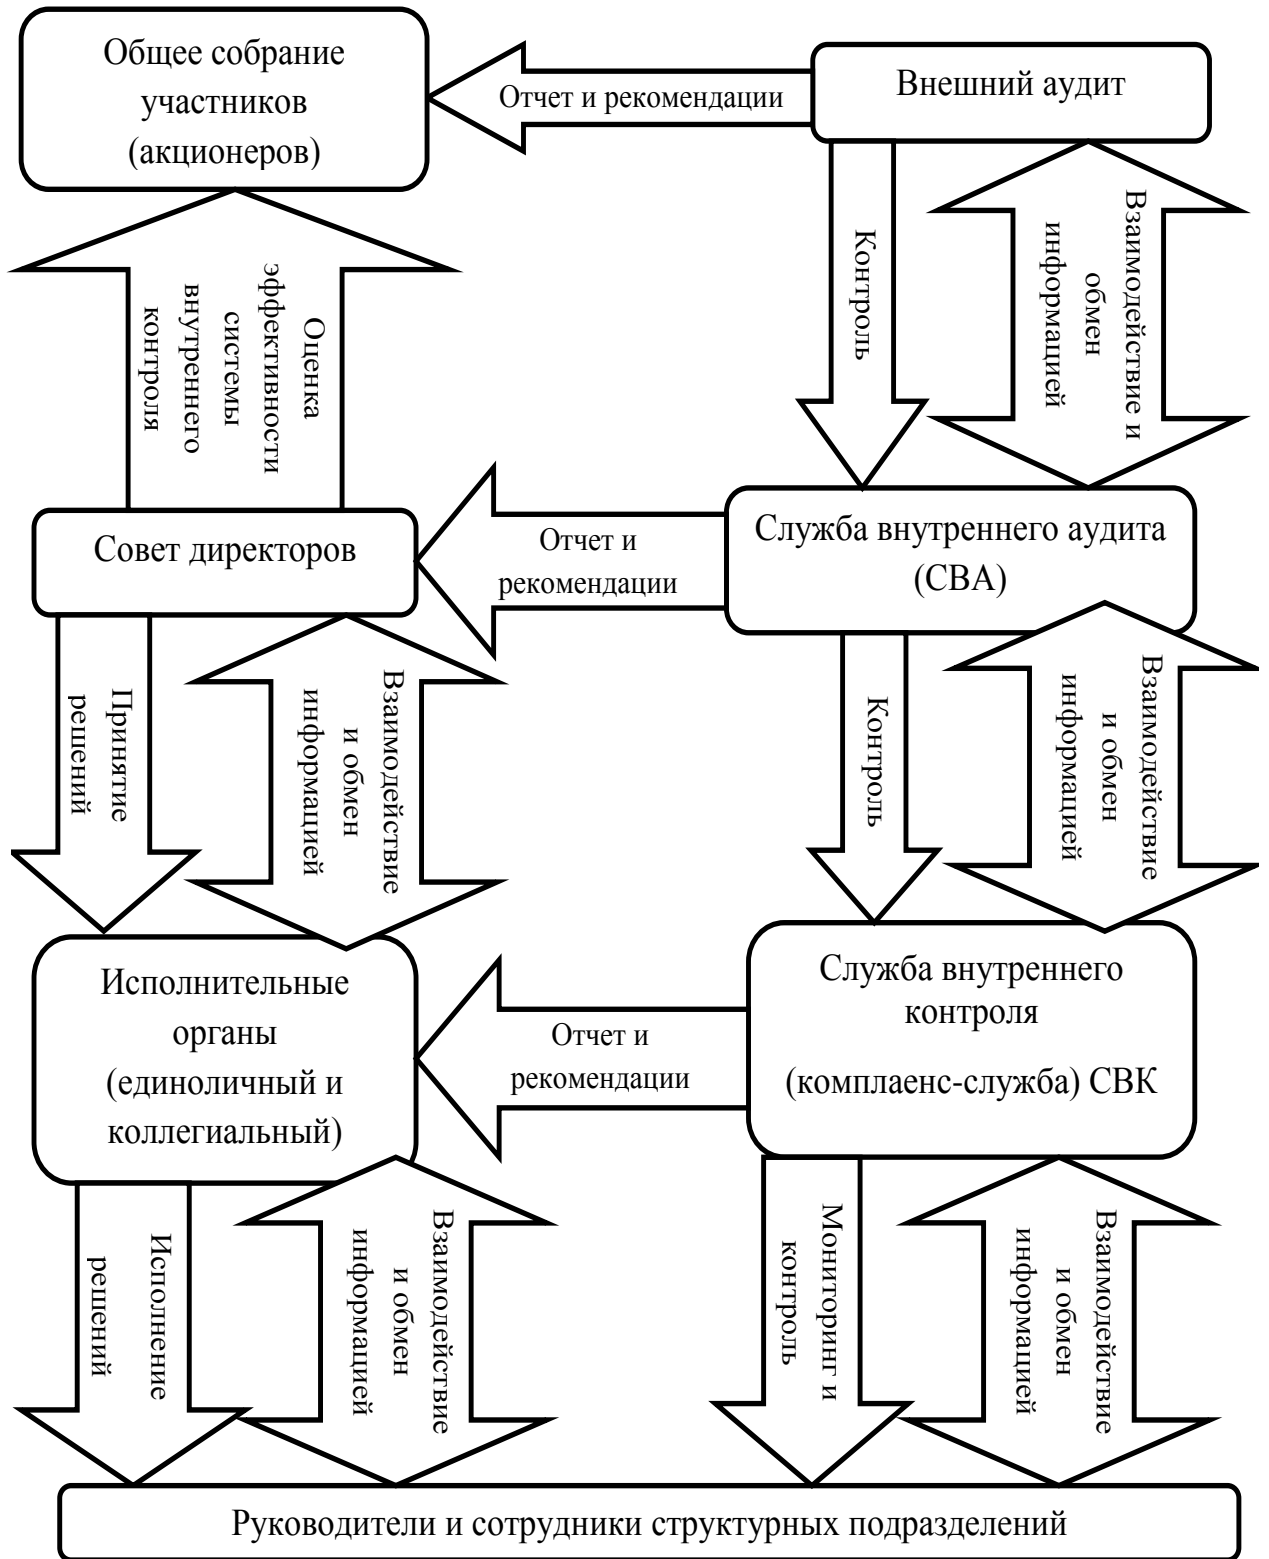 Общее собрание
участников
(акционеров)
Отчет и рекомендации
Внешний аудит
Оценка
эффективности
системы
внутреннего
контроля
Контроль
Взаимодействие и
обмен
информацией
Совет директоров
Отчет и
рекомендации
Служба внутреннего аудита
(СВА)
Принятие
решений
Взаимодействие
и обмен
информацией
Контроль
Взаимодействие
и обмен
информацией
Исполнительные
органы
(единоличный и
коллегиальный)
Отчет и
рекомендации
Служба внутреннего
контроля
(комплаенс-служба) СВК
Исполнение
решений
Взаимодействие
и обмен
информацией
Мониторинг и
контроль
Взаимодействие
и обмен
информацией
Руководители и сотрудники структурных подразделений